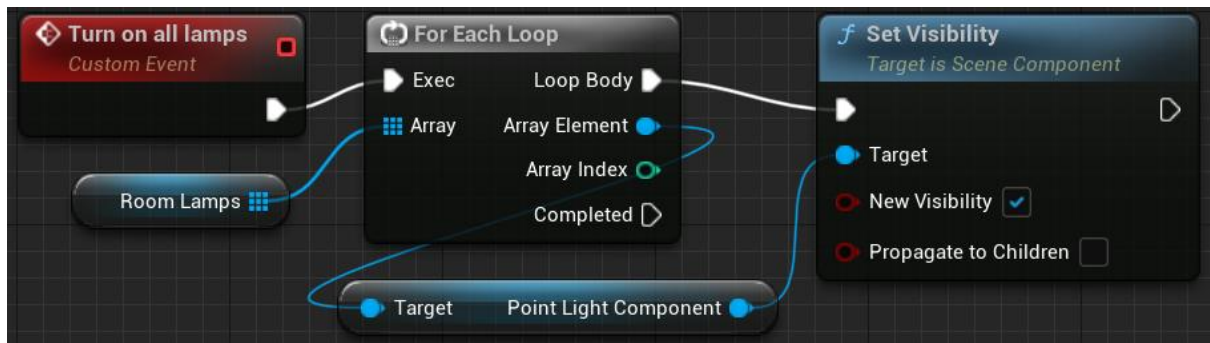 Turn on all lamps
Custom Event
For Each Loop
Exec
Loop Body
Array
Array Element
Array Index
Completed
Room Lamps
Target
Point Light Component
f Set Visibility
Target is Scene Component
Target
New Visibility
Propagate to Children